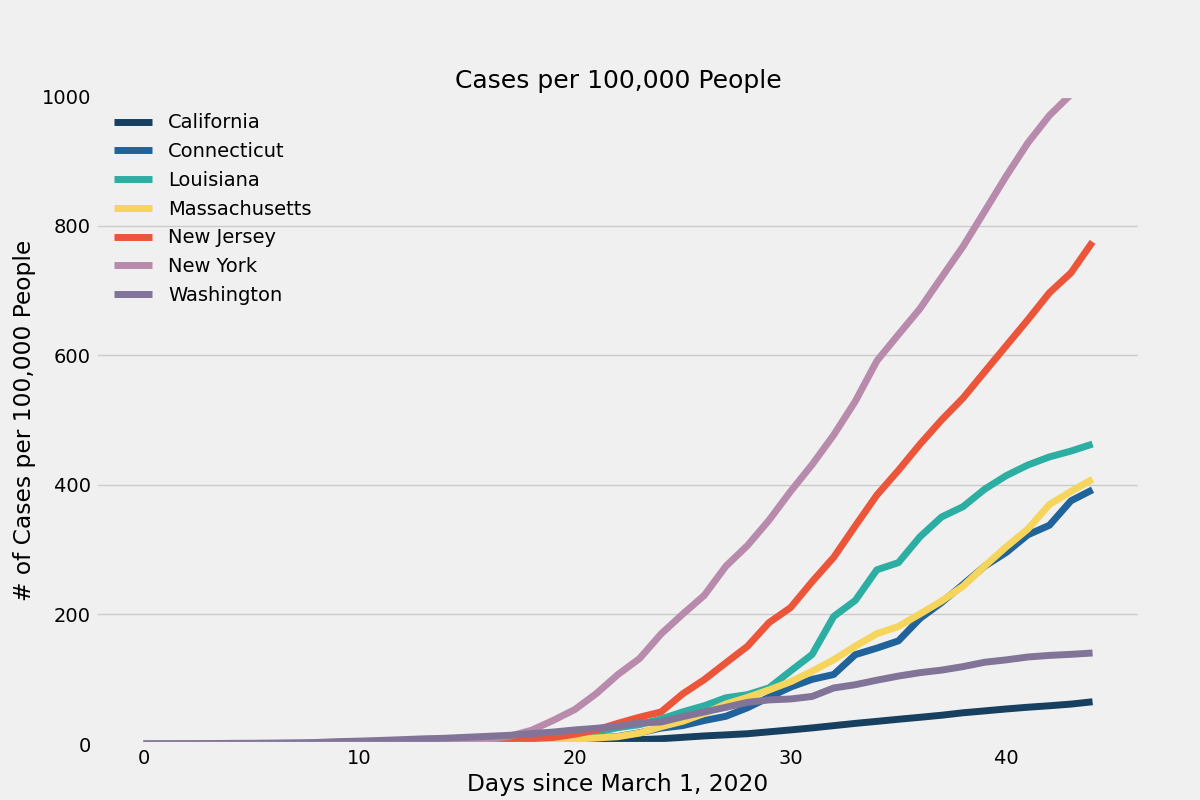 Cases per 100,000 People
1000
800
600
400
200
0
# of Cases per 100,000 People
California
Connecticut
Louisiana
Massachusetts
New Jersey
New York
Washington
0 10 20 30 40
Days since March 1, 2020